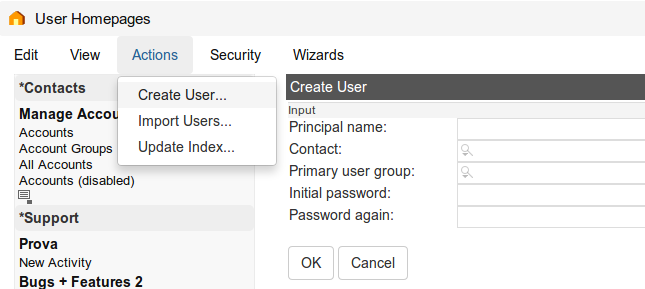 User Homepages
Edit View Actions Security Wizards
*Contacts
Manage Accou
Accounts
Account Groups
All Accounts
Accounts (disabled)
*Support
Prova
New Activity
Bugs + Features 2
Create User...
Import Users...
Update Index...
Create User
Input
Principal name:
Contact:
Primary user group:
Initial password:
Password again:
OK Cancel